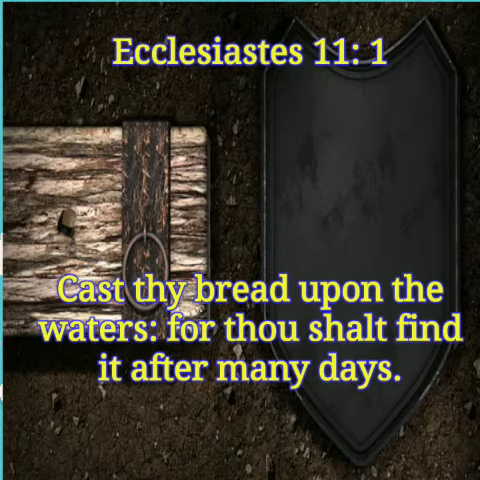 Ecclesiastes 11: 1
Cast thy bread upon the
waters: for thou shalt find
it after many days.